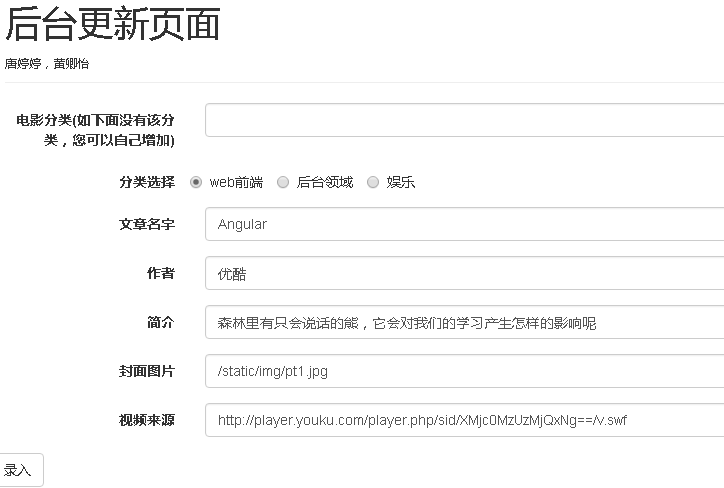 后台更新页面
唐婷婷，黄卿怡
电影分类(如下面没有该分
类，您可以自己增加)
分类选择 web前端 后台领域 娱乐
文章名字 Angular
作者 优酷
简介 森林里有只会说话的熊，它会对我们的学习产生怎样的影响呢
封面图片 /static/img/pt1.jpg
视频来源 http://player.youku.com/player.php/sid/XMjc0MzUzMjQxNg==/v.swf
录入